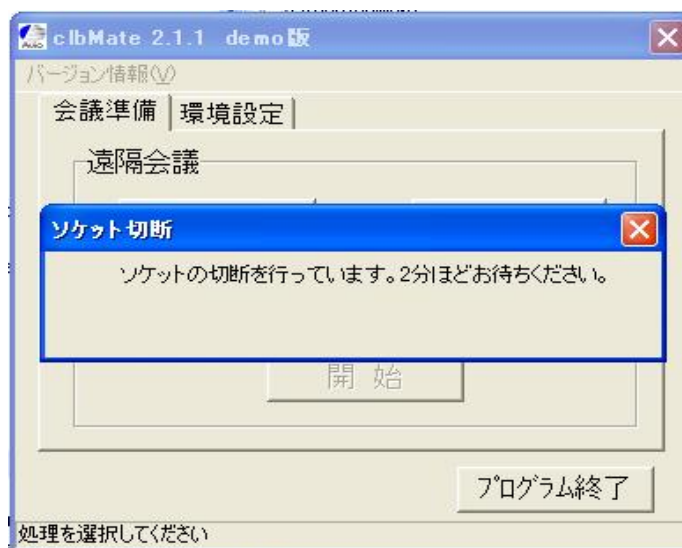 clbMate 2.1.1 demo版
バージョン情報(V)
会議準備 環境設定
遠隔会議
ソケット切断
ソケットの切断を行っています。2分ほどお待ちください。
開 始
プログラム終了
処理を選択してください